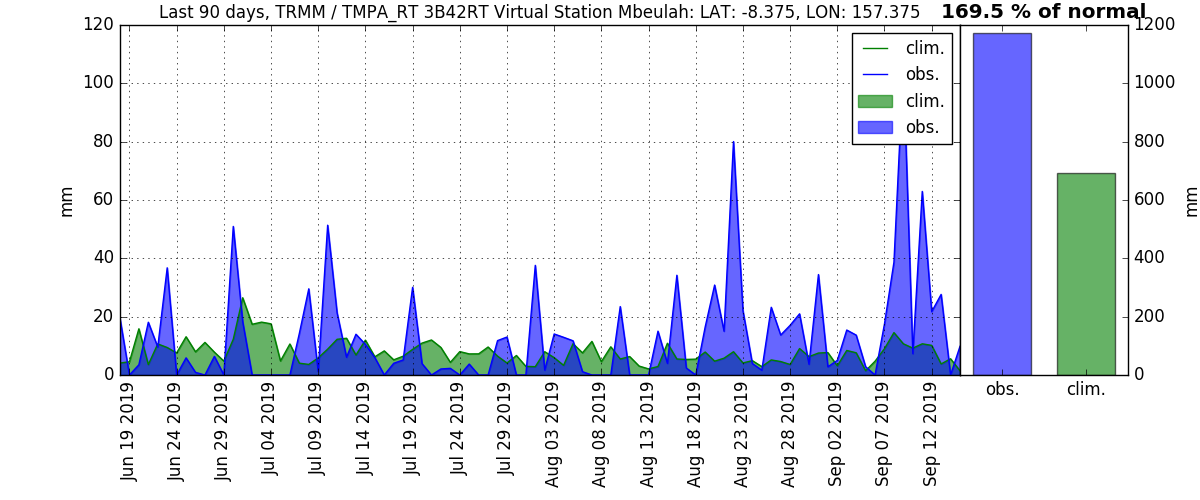 Last 90 days, TRMM / TMPA_RT 3B42RT Virtual Station Mbeulah: LAT: -8.375, LON: 157.375
169.5 % of normal
120
100
80
60
40
20
0
mm
clim.
obs.
clim.
obs.
1200
1000
800
600
400
200
0
mm
obs.
clim.
Jun 19 2019
Jun 24 2019
Jun 29 2019
Jul 04 2019
Jul 09 2019
Jul 14 2019
Jul 19 2019
Jul 24 2019
Jul 29 2019
Aug 03 2019
Aug 08 2019
Aug 13 2019
Aug 18 2019
Aug 23 2019
Aug 28 2019
Sep 02 2019
Sep 07 2019
Sep 12 2019